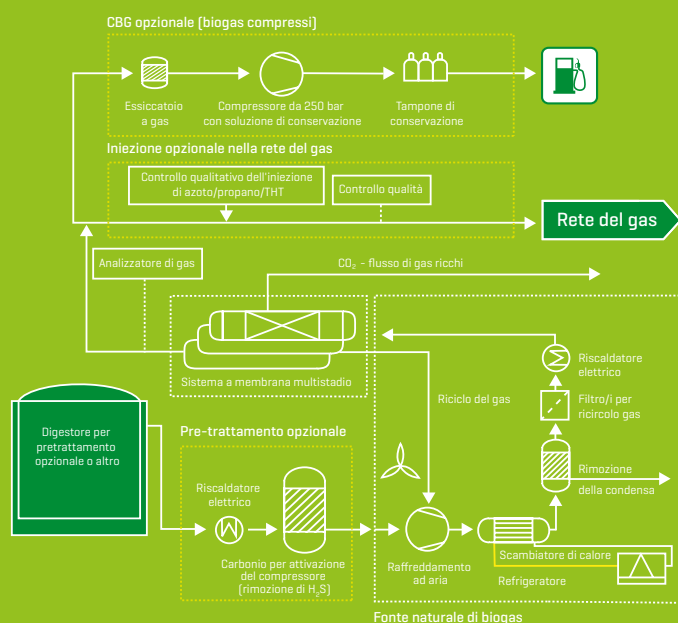 CBG opzionale (biogas compressi)
Essiccatoio
a gas
Compressore da 250 bar
con soluzione di conservazione
Tampone di
conservazione
Iniezione opzionale nella rete del gas
Controllo qualitativo dell'iniezione
di azoto/propano/THT
Controllo qualità
Rete del gas
Analizzatore di gas
CO₂ - flusso di gas ricchi
Sistema a membrana multistadio
Riscaldatore
elettrico
Riciclo del gas
Filtro/i per
ricircolo gas
Digestore per
pretrattamento
opzionale o altro
Pre-trattamento opzionale
Riscaldatore
elettrico
Rimozione
della condensa
Carbonio per attivazione
del compressore
(rimozione di H₂S)
Raffreddamento
ad aria
Scambiatore di calore
Refrigeratore
Fonte naturale di biogas